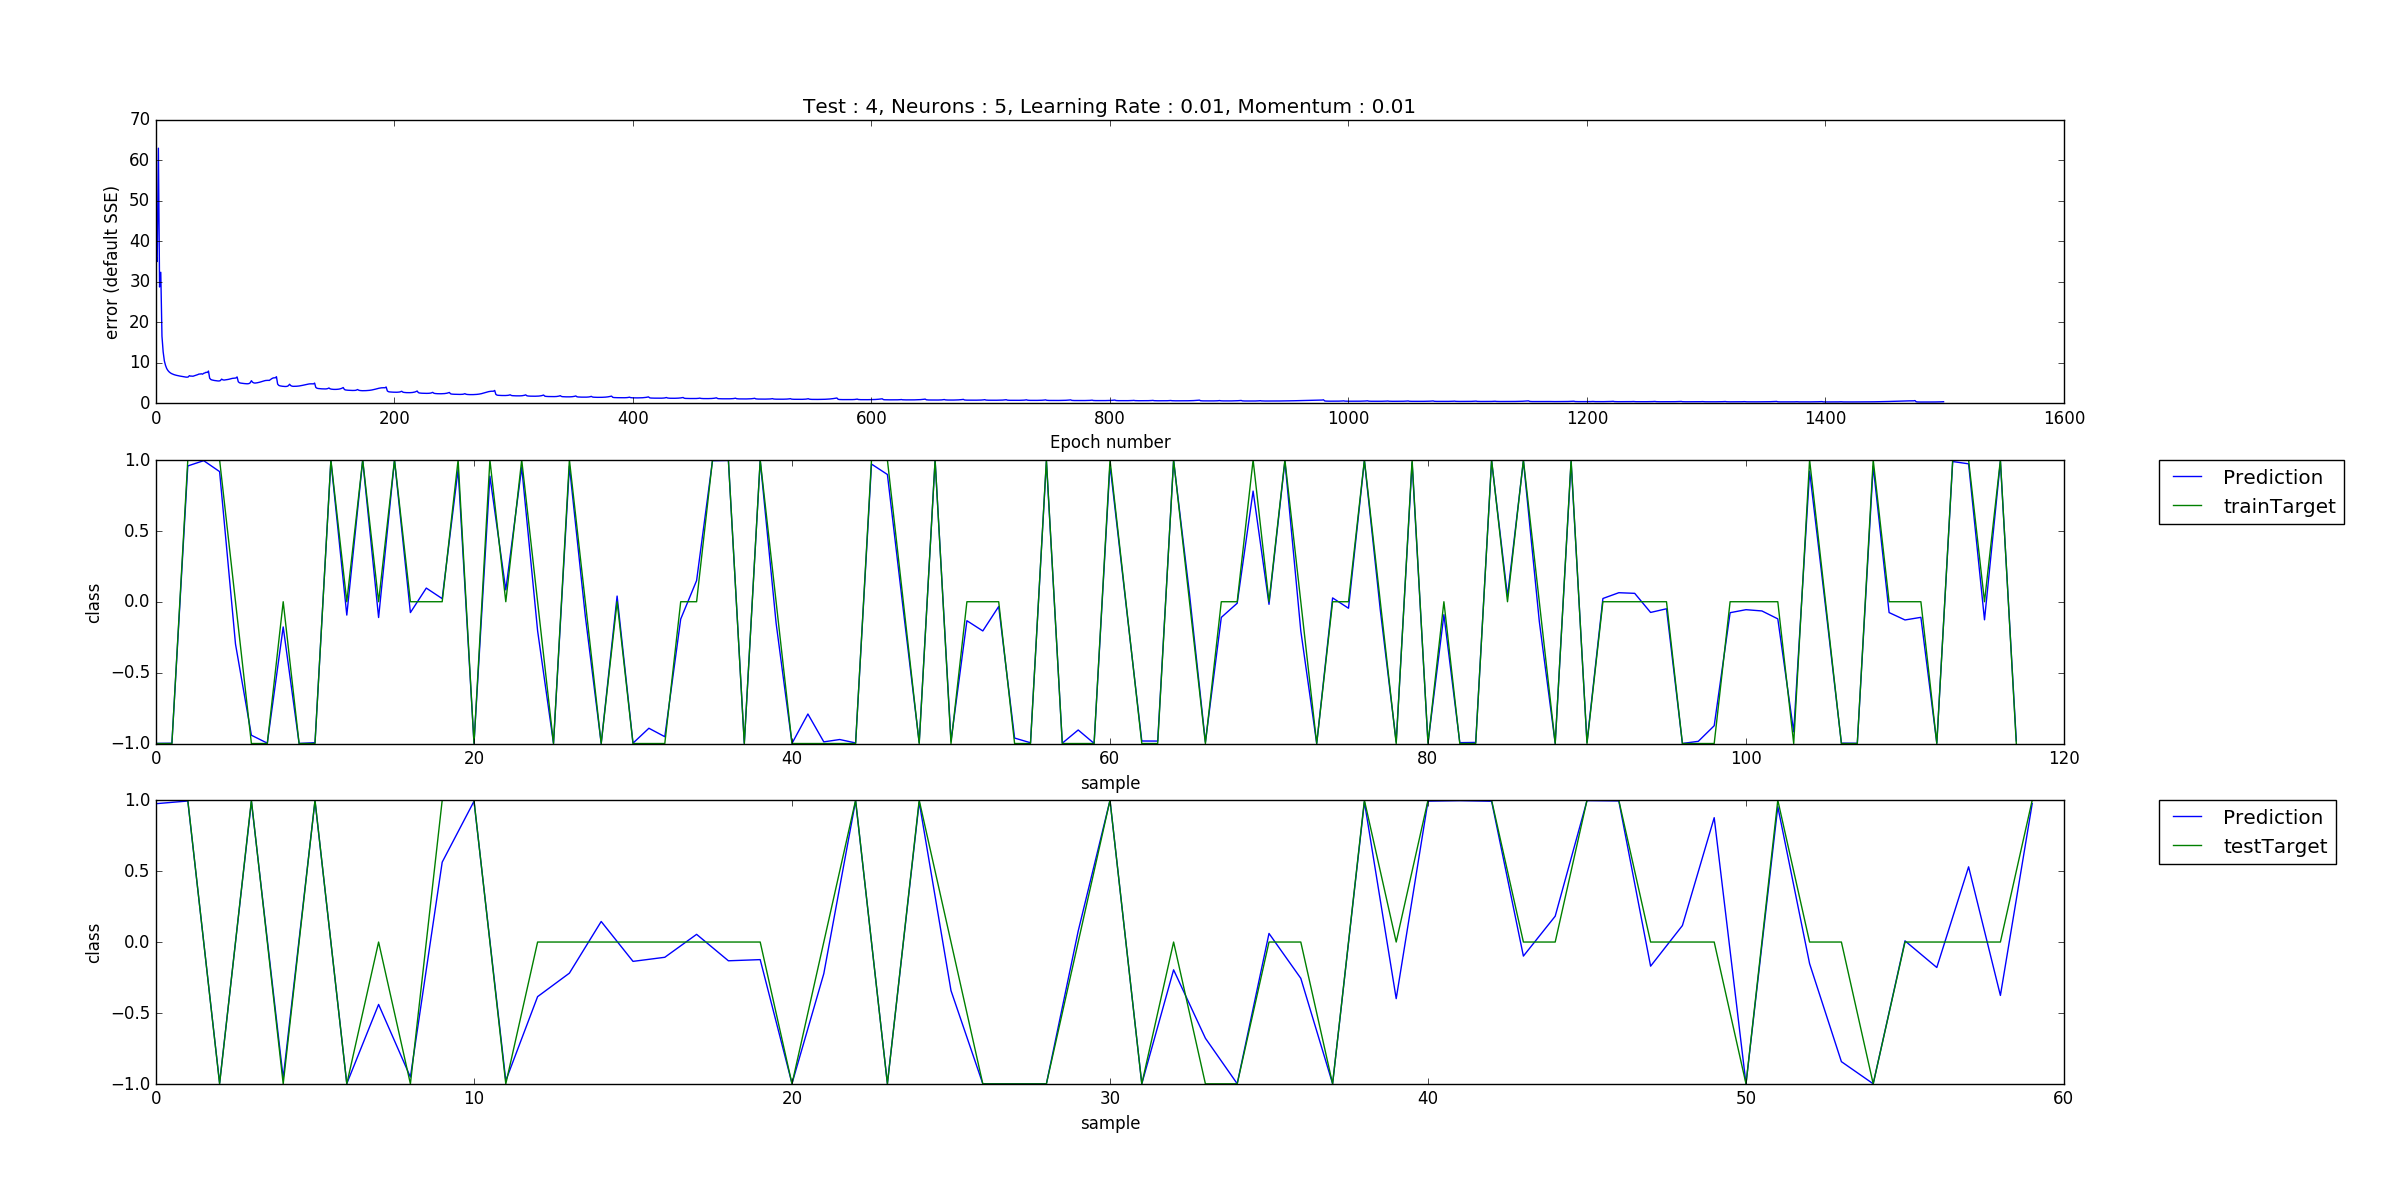 Test : 4, Neurons : 5, Learning Rate : 0.01, Momentum : 0.01
70
60
50
40
30
20
10
0
error (default SSE)
0 200 400 600 800 1000 1200 1400 1600
Epoch number
1.0
0.5
0.0
−0.5
−1.0
class
0 20 40 60 80 100 120
sample
Prediction
trainTarget
1.0
0.5
0.0
−0.5
−1.0
class
0 10 20 30 40 50 60
sample
Prediction
testTarget